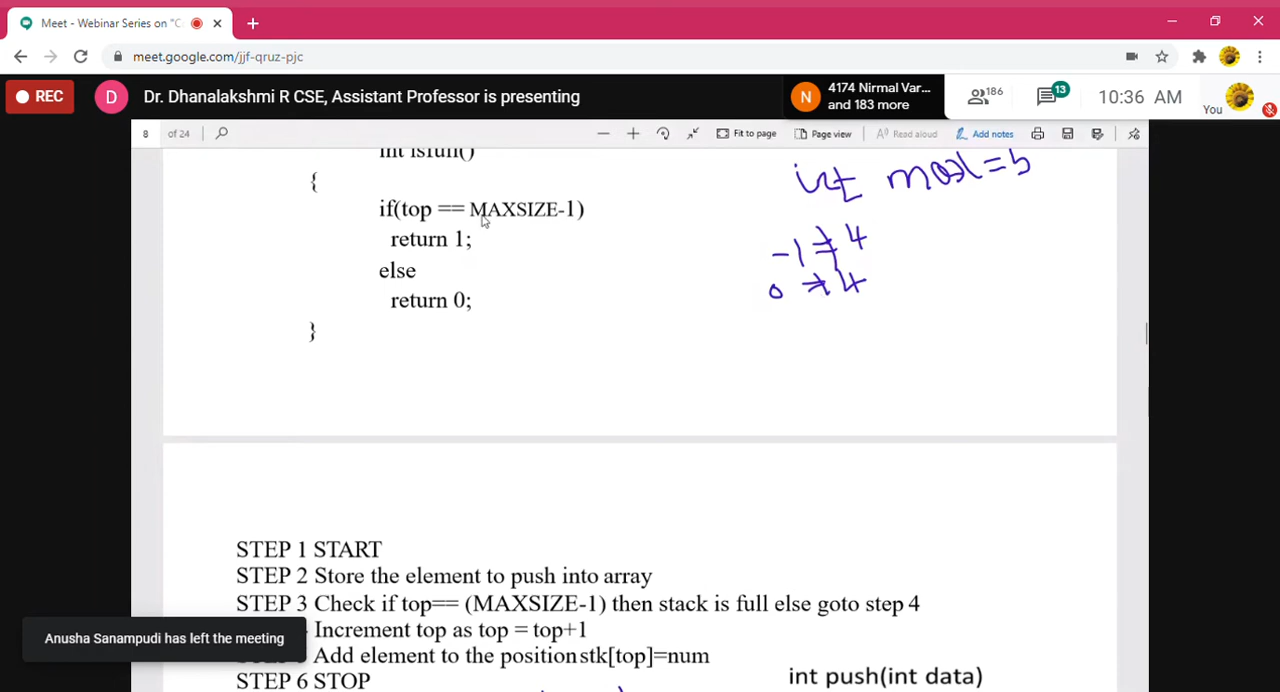 Meet - Webinar Series on "C
meet.google.com/jjf-qruz-pjc
REC
D
Dr. Dhanalakshmi R CSE, Assistant Professor is presenting
N
4174 Nirmal Var...
and 183 more
186
13
10:36 AM
You
8 of 24
Fit to page
Page view
Read aloud
Add notes
{
int max=5
if(top == MAXSIZE-1)
return 1;
-1 ≠ 4
else
0 ≠ 4
return 0;
}
STEP 1 START
STEP 2 Store the element to push into array
STEP 3 Check if top== (MAXSIZE-1) then stack is full else goto step 4
Increment top as top = top+1
Anusha Sanampudi has left the meeting
Add element to the position stk[top]=num
STEP 6 STOP
int push(int data)